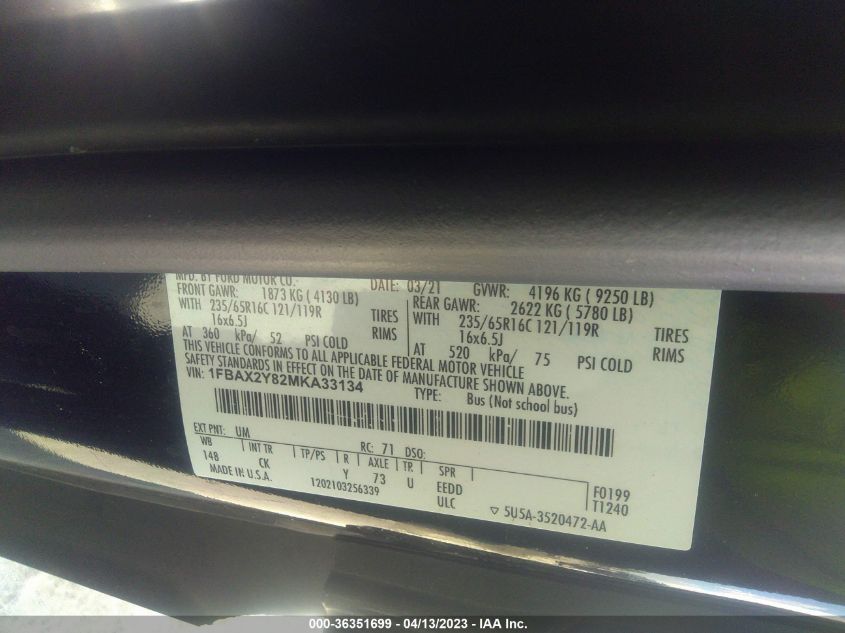 MFD. BY FORD MOTOR CO.
DATE: 03/21 GVWR: 4196 KG ( 9250 LB)
FRONT GAWR: 1873 KG ( 4130 LB) REAR GAWR: 2622 KG ( 5780 LB)
WITH 235/65R16C 121/119R TIRES WITH 235/65R16C 121/119R TIRES
16x6.5J RIMS 16x6.5J RIMS
AT 360 kPa/ 52 PSI COLD AT 520 kPa/ 75 PSI COLD
THIS VEHICLE CONFORMS TO ALL APPLICABLE FEDERAL MOTOR VEHICLE
SAFETY STANDARDS IN EFFECT ON THE DATE OF MANUFACTURE SHOWN ABOVE.
VIN: 1FBAX2Y82MKA33134 TYPE: Bus (Not school bus)
EXT PNT: UM RC: 71 DSO:
WB INT TR TP/PS R AXLE TR SPR
148 CK Y 73 U EEDD F0199
MADE IN U.S.A. 1202103256339 ULC T1240
▽ 5U5A-3520472-AA
000-36351699 - 04/13/2023 - IAA Inc.